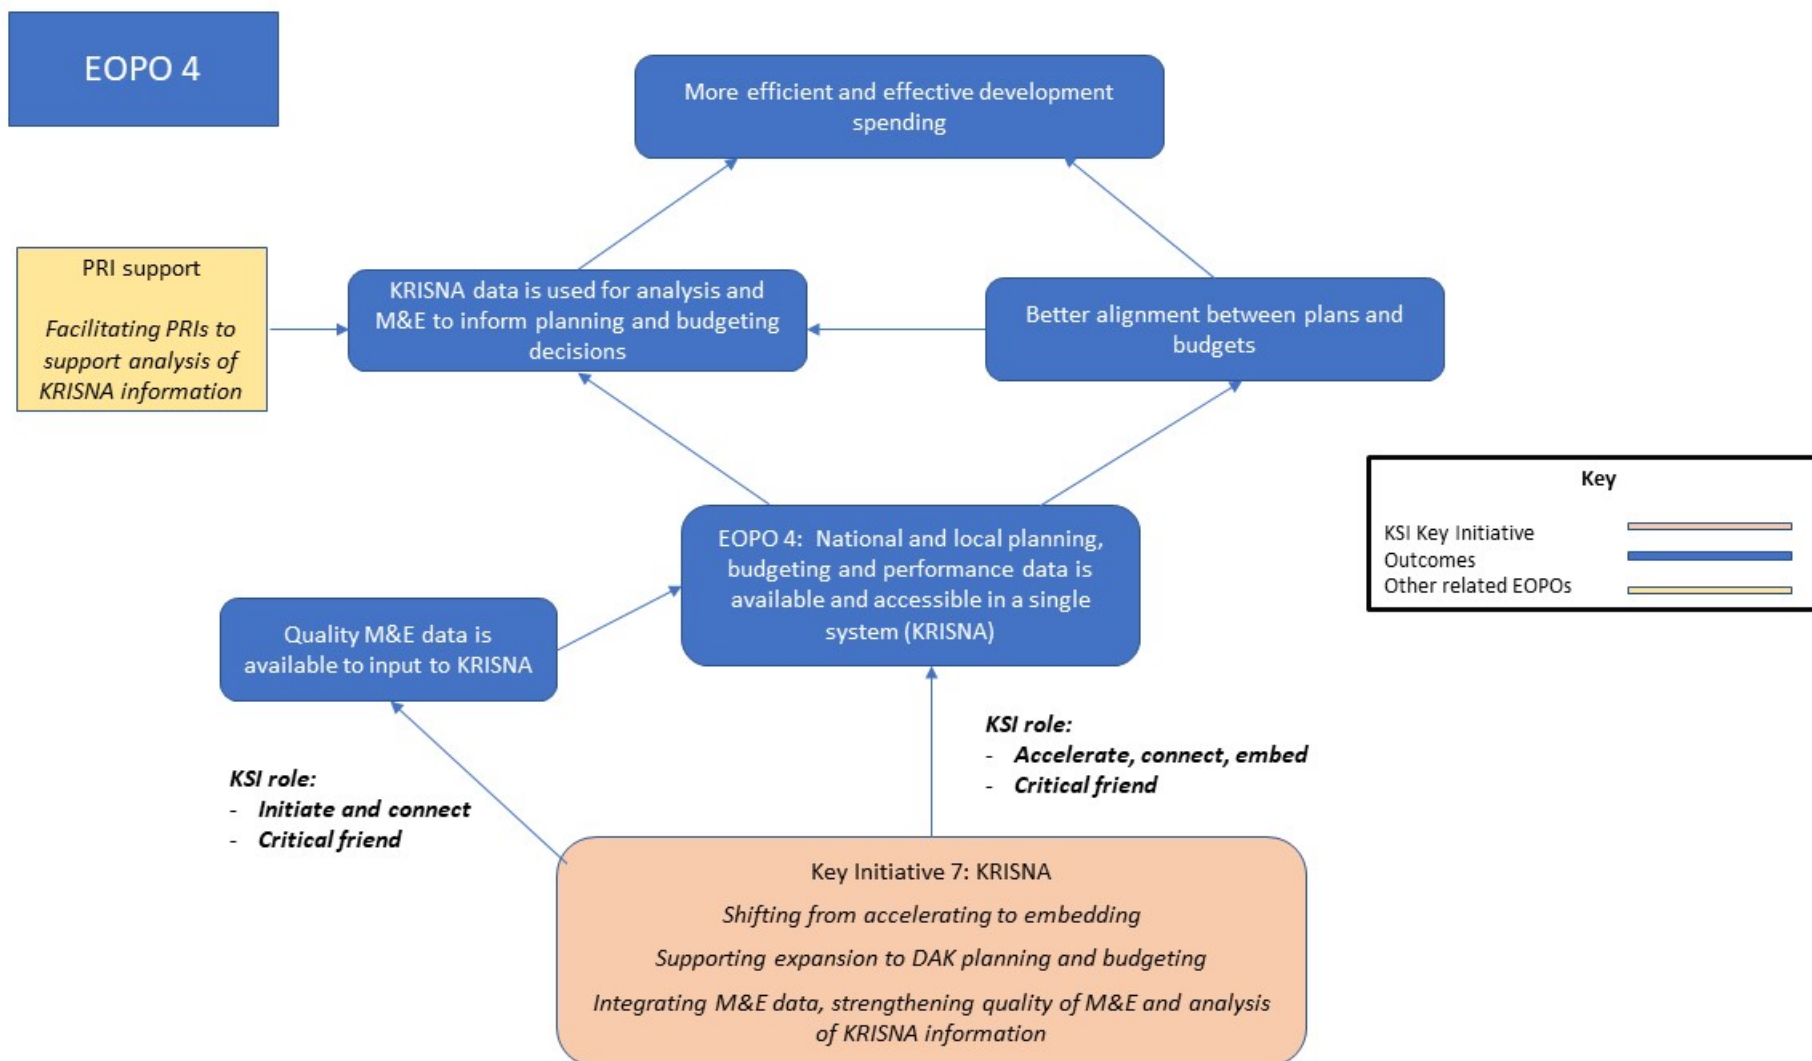 EOPO 4
More efficient and effective development
spending
PRI support
Facilitating PRIs to
support analysis of
KRISNA information
KRISNA data is used for analysis and
M&E to inform planning and budgeting
decisions
Better alignment between plans and
budgets
Key
KSI Key Initiative
Outcomes
Other related EOPOs
EOPO 4:  National and local planning,
budgeting and performance data is
available and accessible in a single
system (KRISNA)
Quality M&E data is
available to input to KRISNA
KSI role:
- Initiate and connect
- Critical friend
KSI role:
- Accelerate, connect, embed
- Critical friend
Key Initiative 7: KRISNA
Shifting from accelerating to embedding
Supporting expansion to DAK planning and budgeting
Integrating M&E data, strengthening quality of M&E and analysis
of KRISNA information